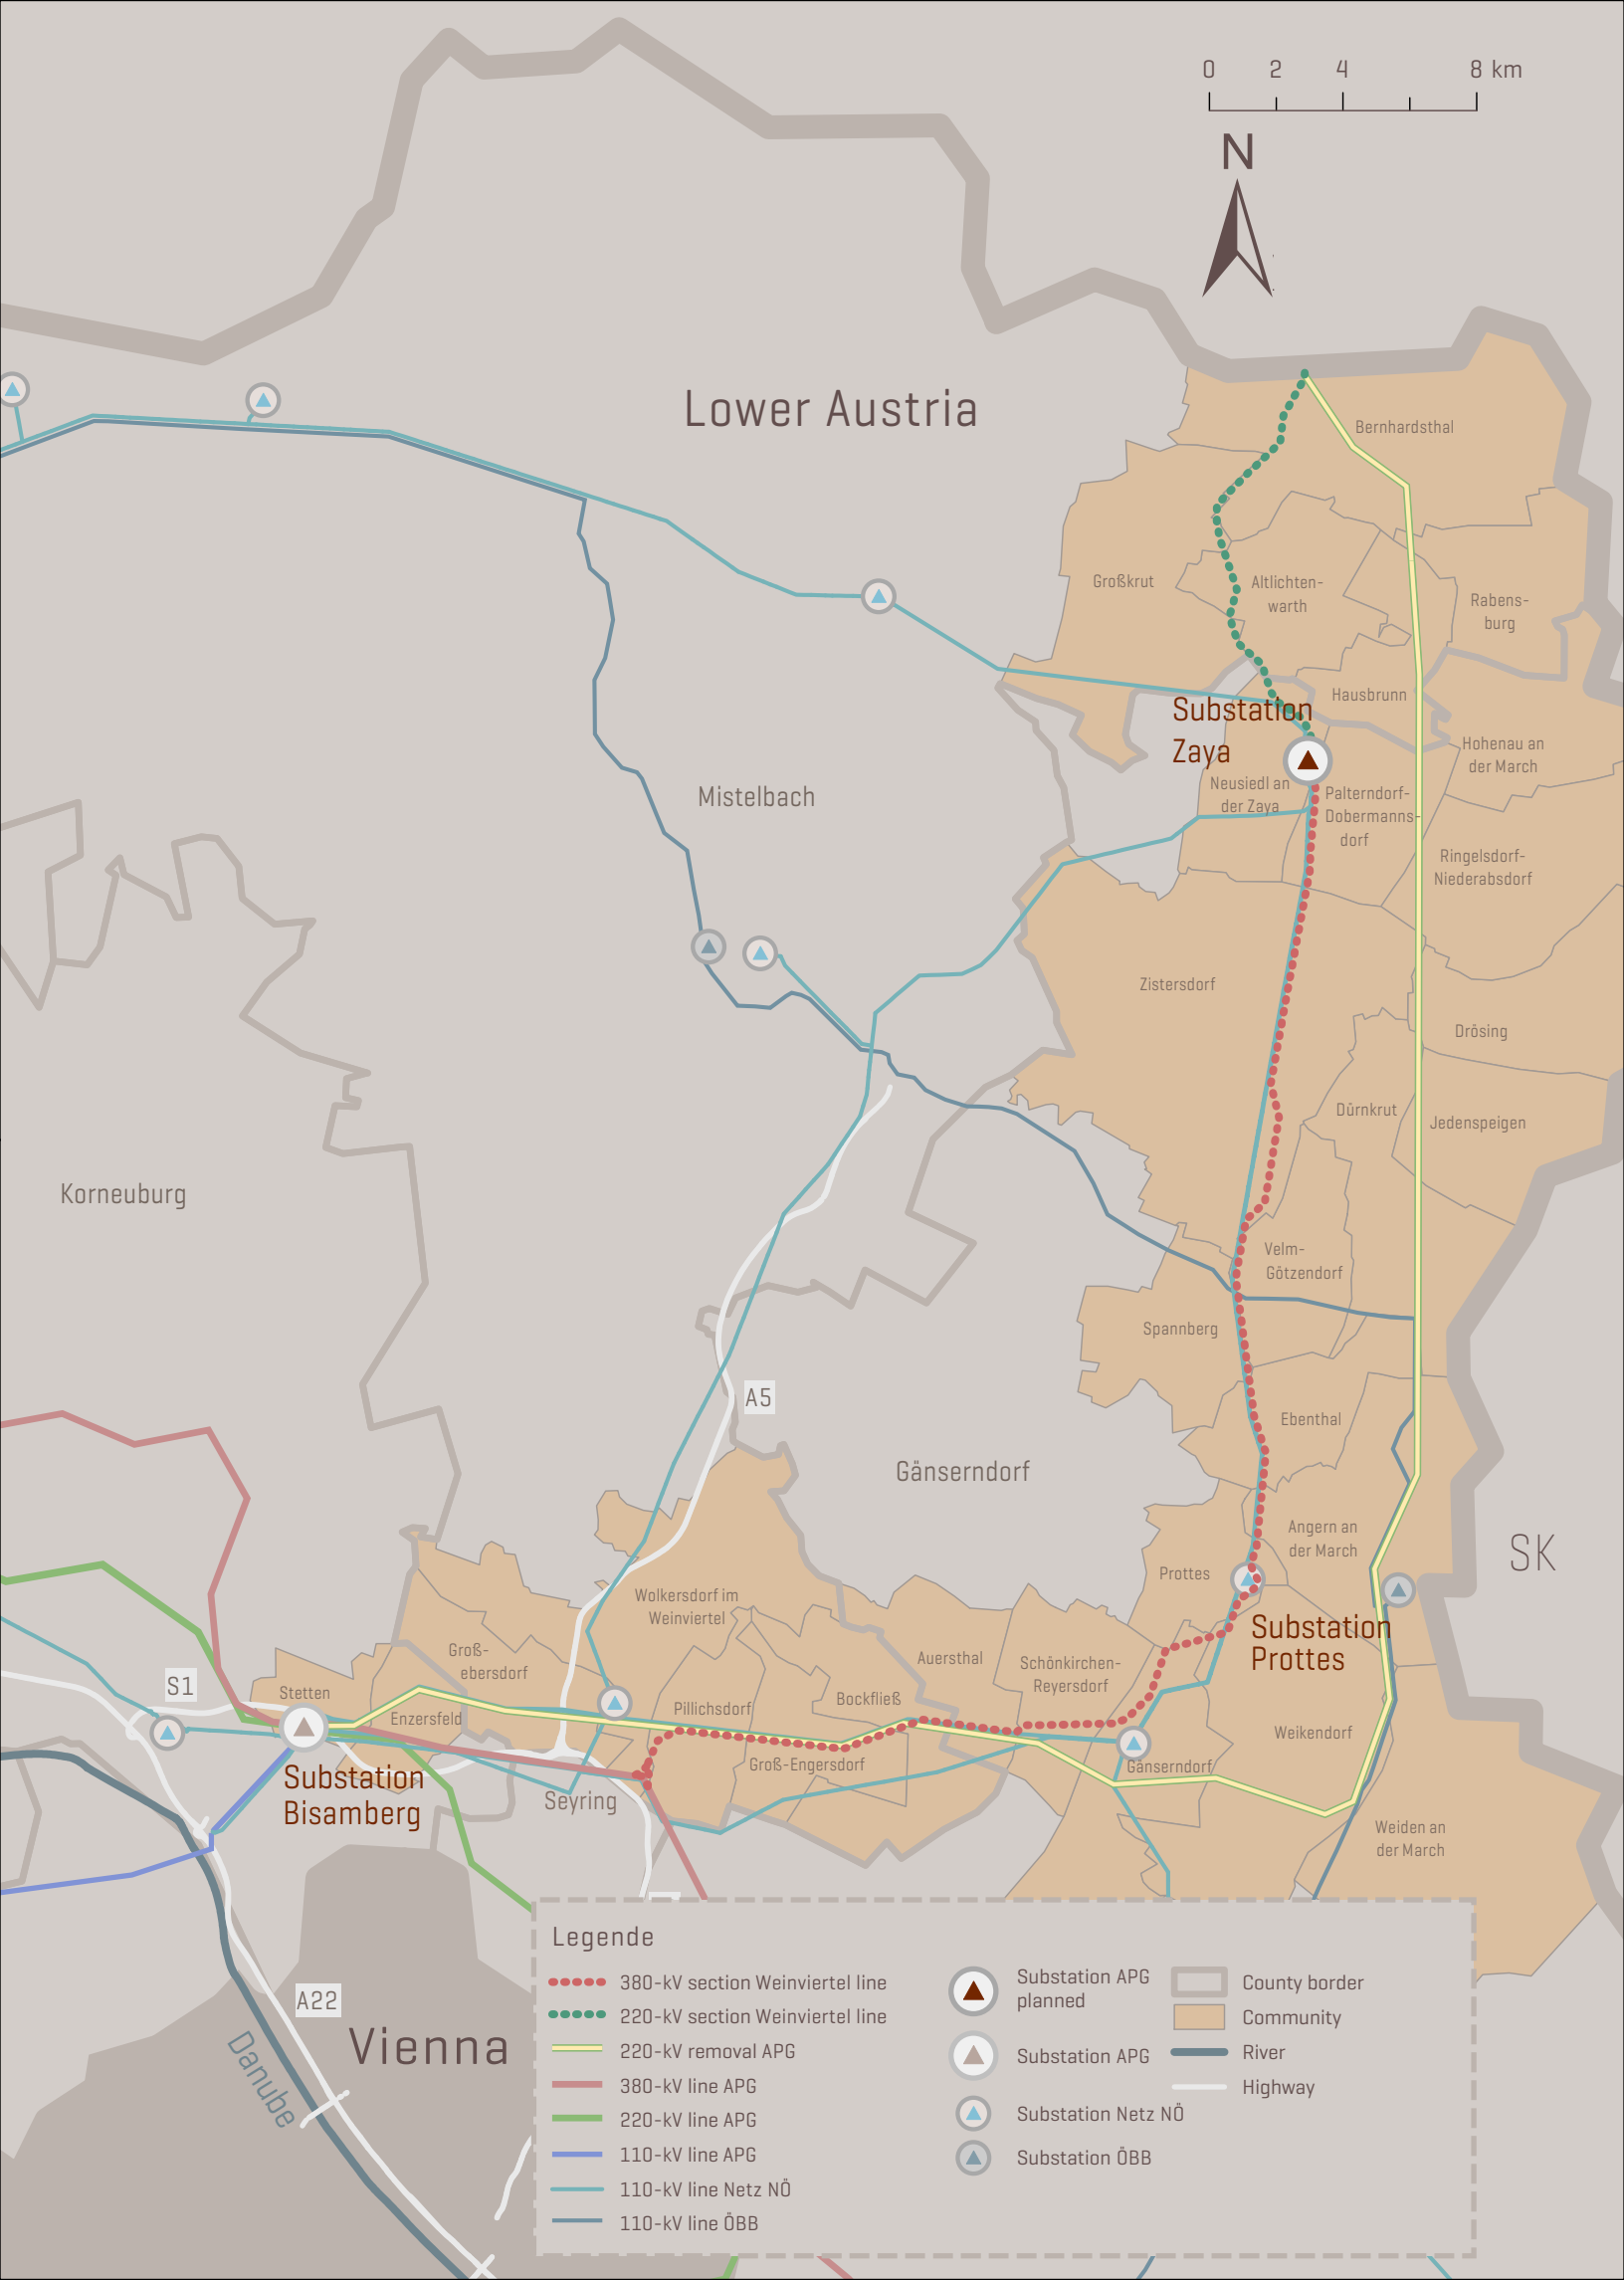 0 2 4 8 km
N
Lower Austria
Bernhardsthal
Großkrut
Altlichten-
warth
Rabens-
burg
Hausbrunn
Substation
Zaya
Hohenau an
der March
Neusiedl an
der Zaya
Palterndorf-
Dobermanns-
dorf
Mistelbach
Ringelsdorf-
Niederabsdorf
Zistersdorf
Drösing
Dürnkrut
Jedenspeigen
Korneuburg
Velm-
Götzendorf
Spannberg
A5
Ebenthal
Gänserndorf
Angern an
der March
SK
Prottes
Wolkersdorf im
Weinviertel
Substation
Prottes
Groß-
ebersdorf
Auersthal
Schönkirchen-
Reyersdorf
S1
Stetten
Enzersfeld
Pillichsdorf
Bockfließ
Weikendorf
Groß-Engersdorf
Gänserndorf
Substation
Bisamberg
Seyring
Weiden an
der March
A22
Vienna
Danube
Legende
380-kV section Weinviertel line
220-kV section Weinviertel line
220-kV removal APG
380-kV line APG
220-kV line APG
110-kV line APG
110-kV line Netz NÖ
110-kV line ÖBB
Substation APG
planned
Substation APG
Substation Netz NÖ
Substation ÖBB
County border
Community
River
Highway